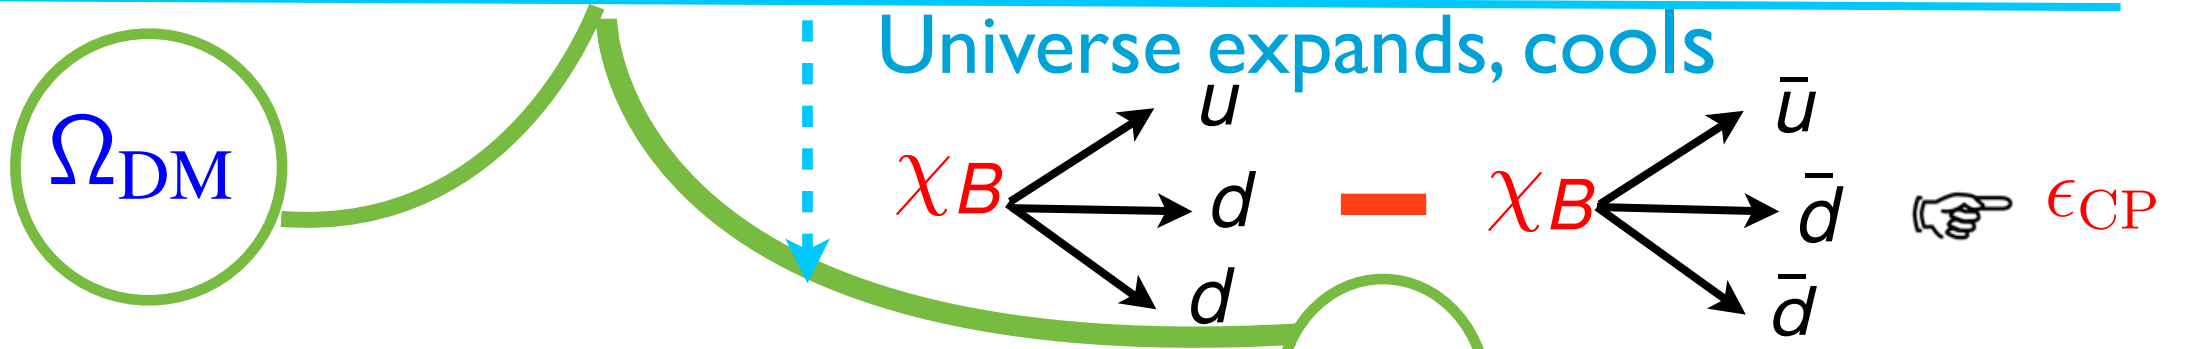 Universe expands, cools
Ω_DM
χ_B u d d − χ_B ū d̄ d̄ ϵ_CP